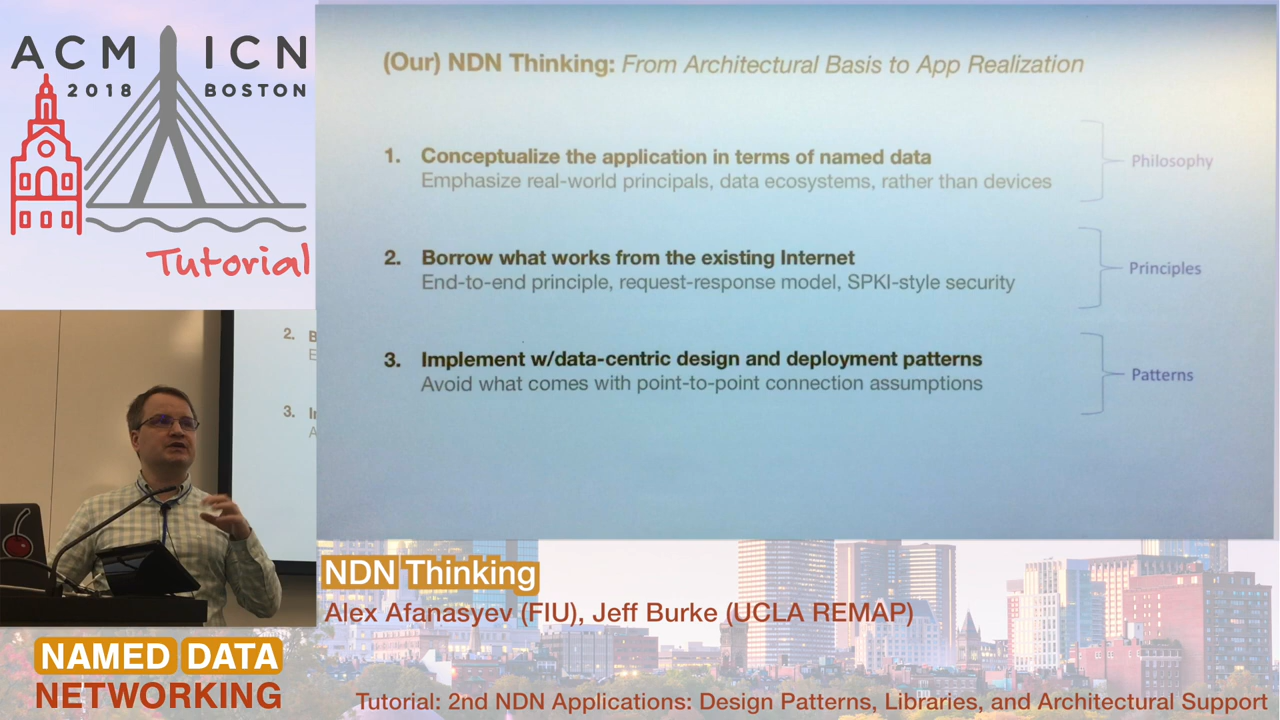 ACM ICN
2018 BOSTON
Tutorial
(Our) NDN Thinking: From Architectural Basis to App Realization
1. Conceptualize the application in terms of named data
Emphasize real-world principals, data ecosystems, rather than devices
Philosophy
2. Borrow what works from the existing Internet
End-to-end principle, request-response model, SPKI-style security
Principles
3. Implement w/data-centric design and deployment patterns
Avoid what comes with point-to-point connection assumptions
Patterns
2. B
E
3.
A
NDN Thinking
Alex Afanasyev (FIU), Jeff Burke (UCLA REMAP)
NAMED DATA
NETWORKING
Tutorial: 2nd NDN Applications: Design Patterns, Libraries, and Architectural Support